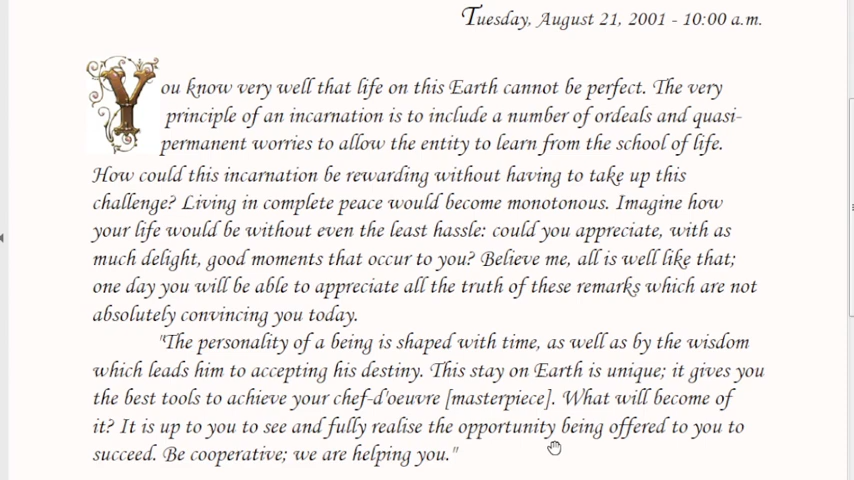 Tuesday, August 21, 2001 - 10:00 a.m.
You know very well that life on this Earth cannot be perfect. The very
principle of an incarnation is to include a number of ordeals and quasi-
permanent worries to allow the entity to learn from the school of life.
How could this incarnation be rewarding without having to take up this
challenge? Living in complete peace would become monotonous. Imagine how
your life would be without even the least hassle: could you appreciate, with as
much delight, good moments that occur to you? Believe me, all is well like that;
one day you will be able to appreciate all the truth of these remarks which are not
absolutely convincing you today.
"The personality of a being is shaped with time, as well as by the wisdom
which leads him to accepting his destiny. This stay on Earth is unique; it gives you
the best tools to achieve your chef-d'oeuvre [masterpiece]. What will become of
it? It is up to you to see and fully realise the opportunity being offered to you to
succeed. Be cooperative; we are helping you."